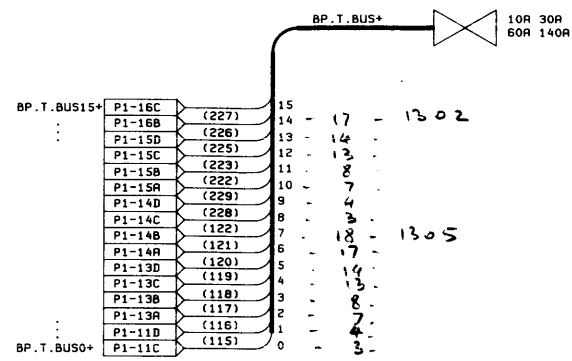 BP.T.BUS+
10A 30A
60A 140A
BP.T.BUS15+ P1-16C 15
P1-16B (227) 14 - 17 - 1302
P1-15D (226) 13 - 14 -
P1-15C (225) 12 - 13 -
P1-15B (223) 11 - 8 -
P1-15A (222) 10 - 7 -
P1-14D (229) 9 - 4 -
P1-14C (228) 8 - 3 -
P1-14B (122) 7 - 18 - 1305
P1-14A (121) 6 - 17 -
P1-13D (120) 5 - 14 -
P1-13C (119) 4 - 13 -
P1-13B (118) 3 - 8 -
P1-13A (117) 2 - 7 -
P1-11D (116) 1 - 4 -
BP.T.BUS0+ P1-11C (115) 0 - 3 -